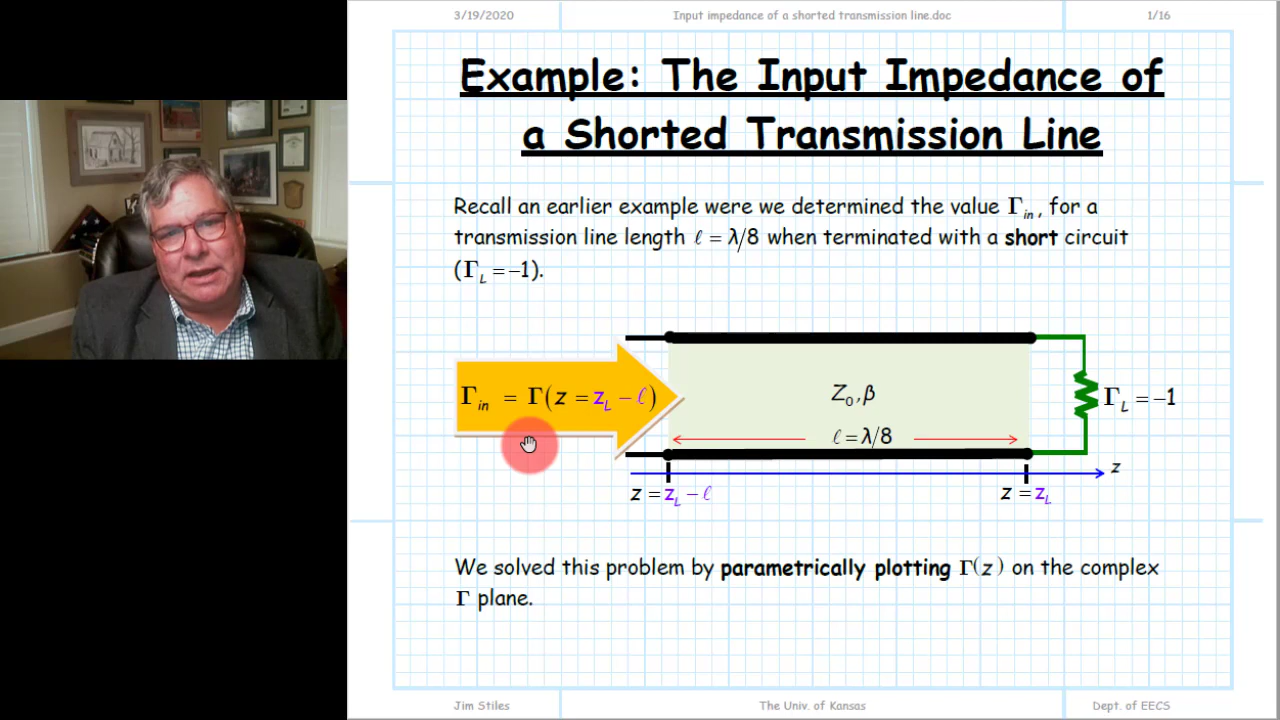 3/19/2020 Input impedance of a shorted transmission line.doc 1/16
Example: The Input Impedance of
a Shorted Transmission Line
Recall an earlier example were we determined the value Γin, for a
transmission line length ℓ = λ/8 when terminated with a short circuit
(ΓL = −1).
Γin = Γ(z = zL − ℓ)
Z0, β
ΓL = −1
ℓ = λ/8
z
z = zL − ℓ
z = zL
We solved this problem by parametrically plotting Γ(z) on the complex
Γ plane.
Jim Stiles The Univ. of Kansas Dept. of EECS